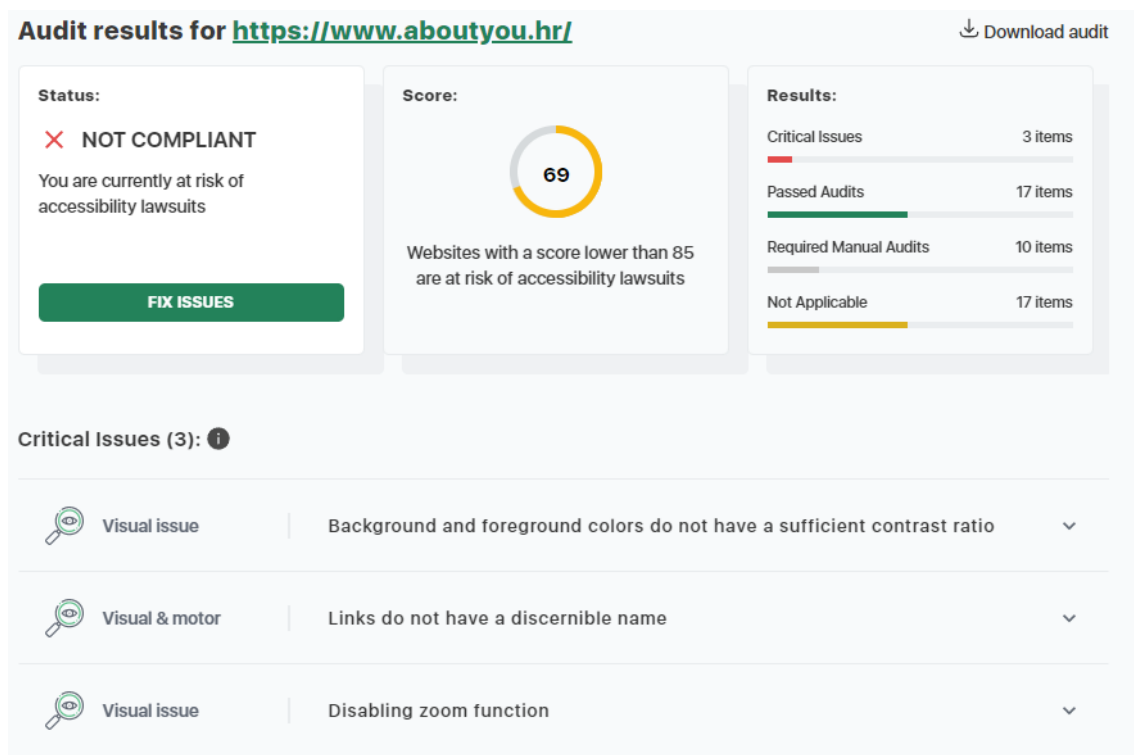 Audit results for https://www.aboutyou.hr/
Download audit
Status:
NOT COMPLIANT
You are currently at risk of
accessibility lawsuits
FIX ISSUES
Score:
69
Websites with a score lower than 85
are at risk of accessibility lawsuits
Results:
Critical Issues 3 items
Passed Audits 17 items
Required Manual Audits 10 items
Not Applicable 17 items
Critical Issues (3):
Visual issue Background and foreground colors do not have a sufficient contrast ratio
Visual & motor Links do not have a discernible name
Visual issue Disabling zoom function